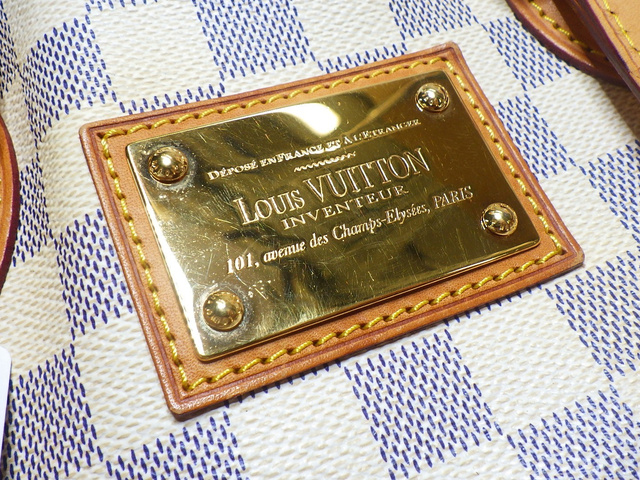 DÉPOSÉ EN FRANCE ET À L'ETRANGER
LOUIS VUITTON
INVENTEUR
101, avenue des Champs-Elysées, PARIS